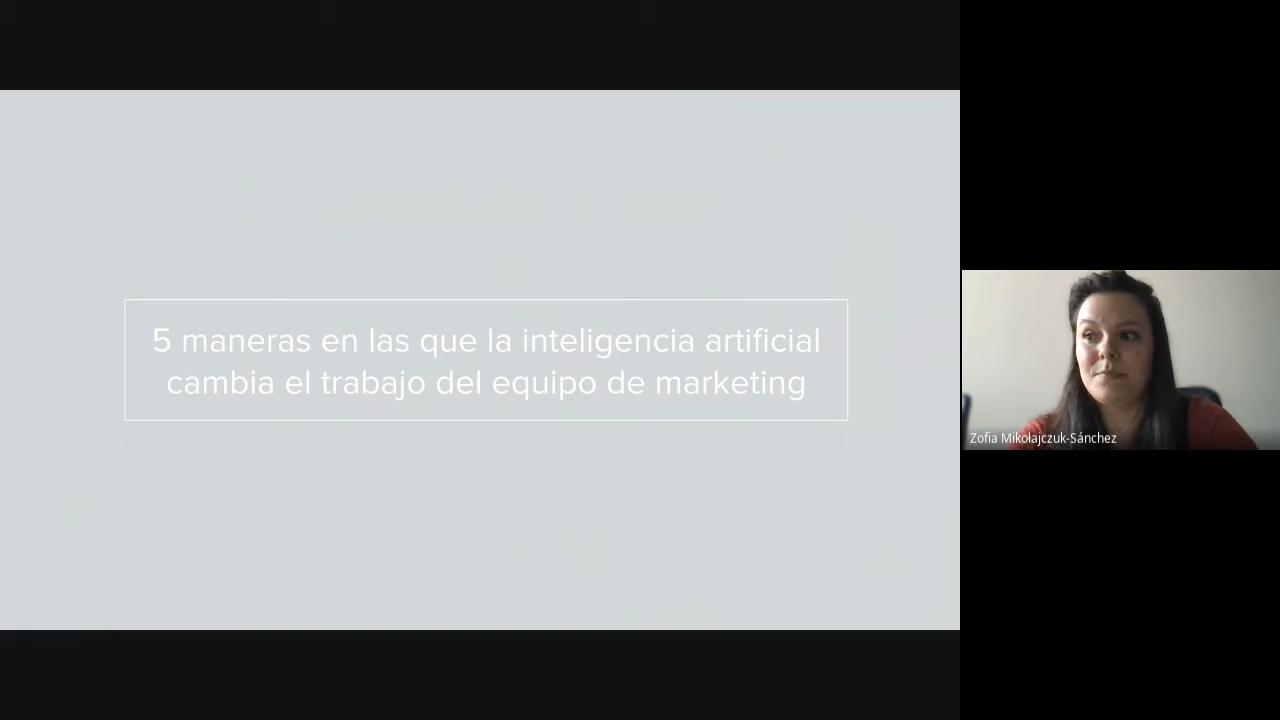 5 maneras en las que la inteligencia artificial
cambia el trabajo del equipo de marketing
Zofia Mikołajczuk-Sánchez